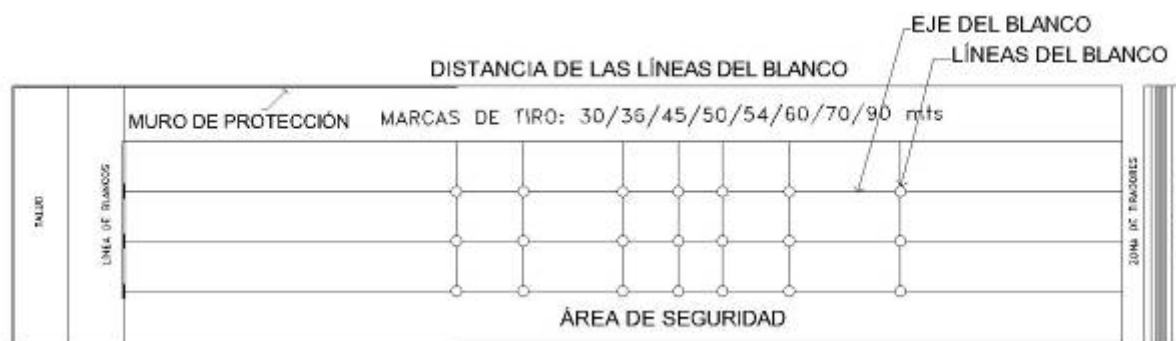 EJE DEL BLANCO
LÍNEAS DEL BLANCO
DISTANCIA DE LAS LÍNEAS DEL BLANCO
MURO DE PROTECCIÓN
MARCAS DE TIRO: 30/36/45/50/54/60/70/90 mts
TALUD
LÍNEA DE BLANCOS
ZONA DE TIRADORES
ÁREA DE SEGURIDAD